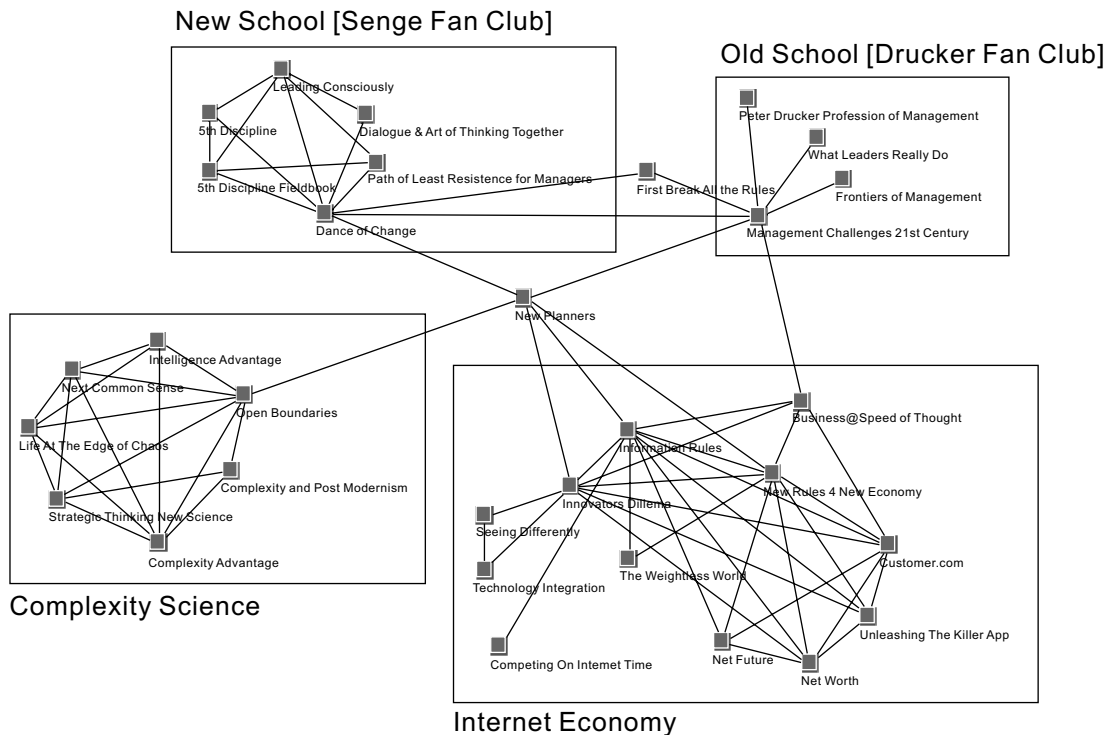 New School [Senge Fan Club]
Old School [Drucker Fan Club]
Leading Consciously
5th Discipline
Dialogue & Art of Thinking Together
5th Discipline Fieldbook
Path of Least Resistence for Managers
Dance of Change
Peter Drucker Profession of Management
What Leaders Really Do
First Break All the Rules
Frontiers of Management
Management Challenges 21st Century
New Planners
Intelligence Advantage
Next Common Sense
Open Boundaries
Life At The Edge of Chaos
Complexity and Post Modernism
Strategic Thinking New Science
Complexity Advantage
Complexity Science
Business@Speed of Thought
Information Rules
New Rules 4 New Economy
Innovators Dillema
Seeing Differently
Technology Integration
The Weightless World
Customer.com
Unleashing The Killer App
Competing On Internet Time
Net Future
Net Worth
Internet Economy